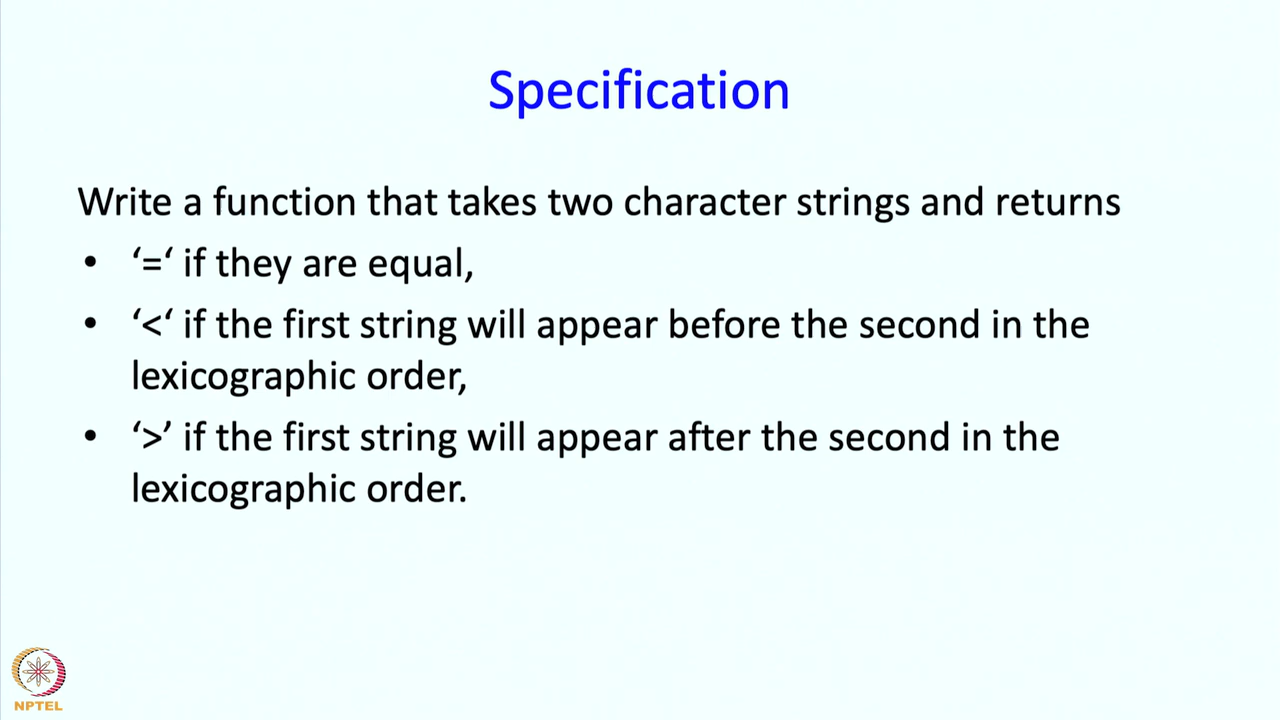 Specification
Write a function that takes two character strings and returns
• ‘=‘ if they are equal,
• ‘<‘ if the first string will appear before the second in the
lexicographic order,
• ‘>’ if the first string will appear after the second in the
lexicographic order.
NPTEL